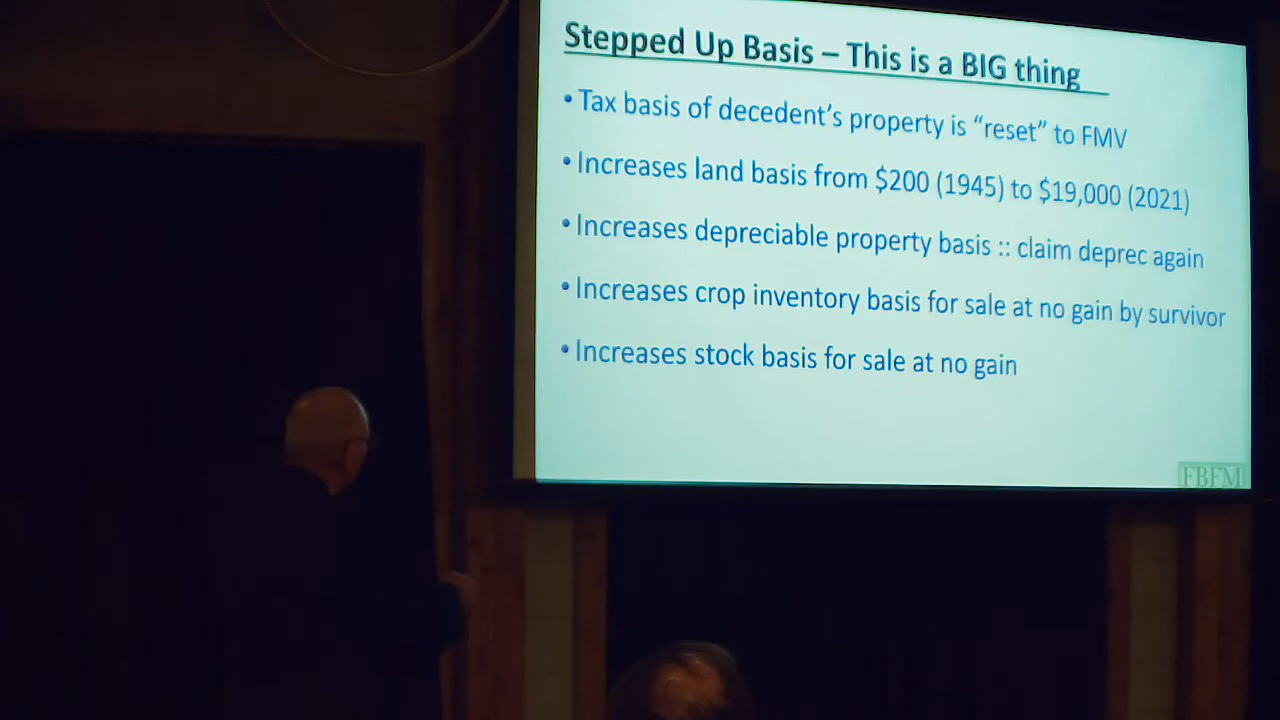 Stepped Up Basis – This is a BIG thing
• Tax basis of decedent's property is “reset” to FMV
• Increases land basis from $200 (1945) to $19,000 (2021)
• Increases depreciable property basis :: claim deprec again
• Increases crop inventory basis for sale at no gain by survivor
• Increases stock basis for sale at no gain
FBFM